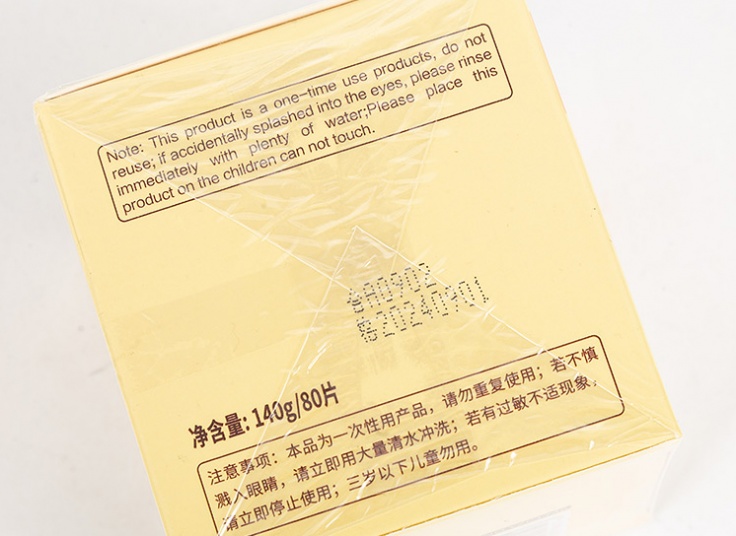 Note: This product is a one-time use products, do not
reuse; if accidentally splashed into the eyes, please rinse
immediately with plenty of water;Please place this
product on the children can not touch.
A0902
20240901
净含量: 140g/80片
注意事项：本品为一次性用产品，请勿重复使用；若不慎
溅入眼睛，请立即用大量清水冲洗；若有过敏不适现象，
请立即停止使用；三岁以下儿童勿用。